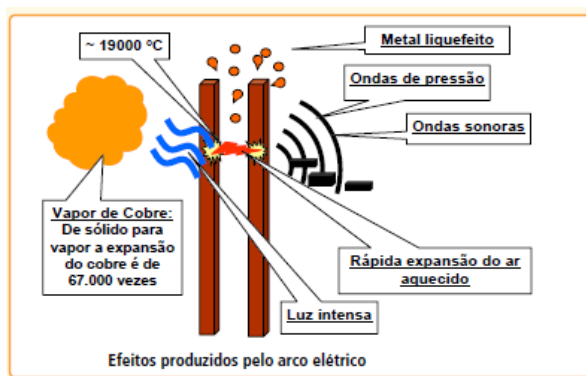 ~ 19000 ºC
Metal liquefeito
Ondas de pressão
Ondas sonoras
Vapor de Cobre:
De sólido para
vapor a expansão
do cobre é de
67.000 vezes
Rápida expansão do ar
aquecido
Luz intensa
Efeitos produzidos pelo arco elétrico